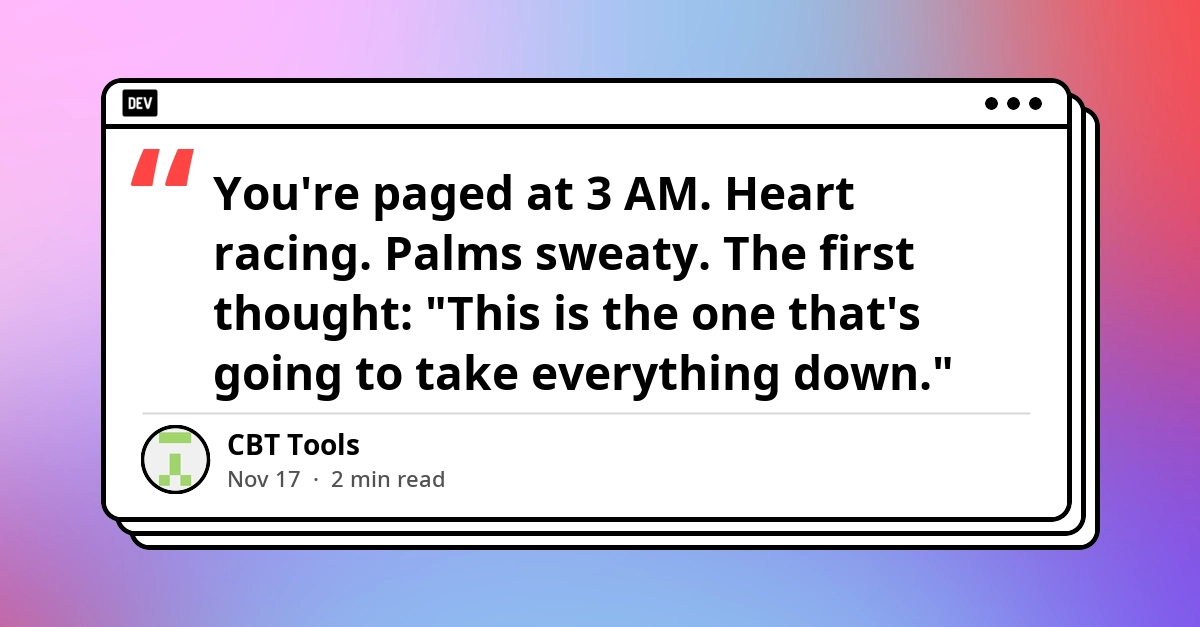 DEV
You're paged at 3 AM. Heart
racing. Palms sweaty. The first
thought: "This is the one that's
going to take everything down."
CBT Tools
Nov 17 · 2 min read